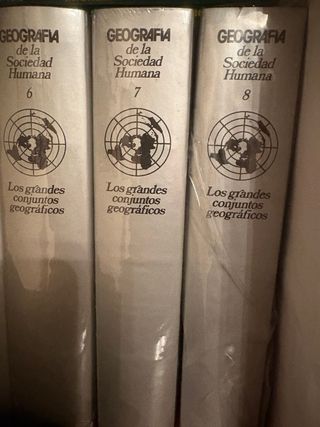 GEOGRAFIA
de la
Sociedad
Humana
6
Los grandes
conjuntos
geográficos
GEOGRAFIA
de la
Sociedad
Humana
7
Los grandes
conjuntos
geográficos
GEOGRAFIA
de la
Sociedad
Humana
8
Los grandes
conjuntos
geográficos